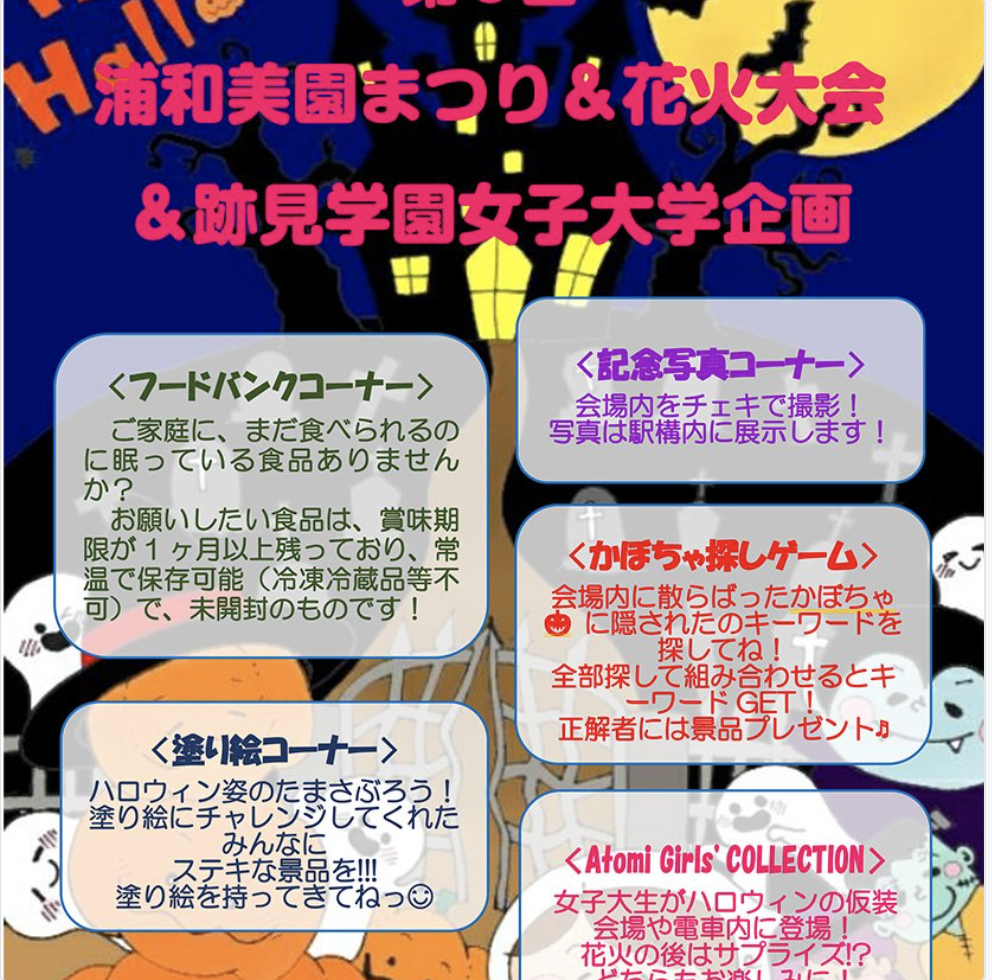 Hall
浦和美園まつり＆花火大会
＆跡見学園女子大学企画
＜フードバンクコーナー＞
ご家庭に、まだ食べられるの
に眠っている食品ありません
か？
お願いしたい食品は、賞味期
限が1ヶ月以上残っており、常
温で保存可能（冷凍冷蔵品等不
可）で、未開封のものです！
＜塗り絵コーナー＞
ハロウィン姿のたまさぶろう！
塗り絵にチャレンジしてくれた
みんなに
ステキな景品を!!!
塗り絵を持ってきてねっ☺
＜記念写真コーナー＞
会場内をチェキで撮影！
写真は駅構内に展示します！
＜かぼちゃ探しゲーム＞
会場内に散らばったかぼちゃ
🎃に隠されたのキーワードを
探してね！
全部探して組み合わせるとキ
ーワード GET！
正解者には景品プレゼント♬
＜Atomi Girls' COLLECTION＞
女子大生がハロウィンの仮装
会場や電車内に登場！
花火の後はサプライズ!?